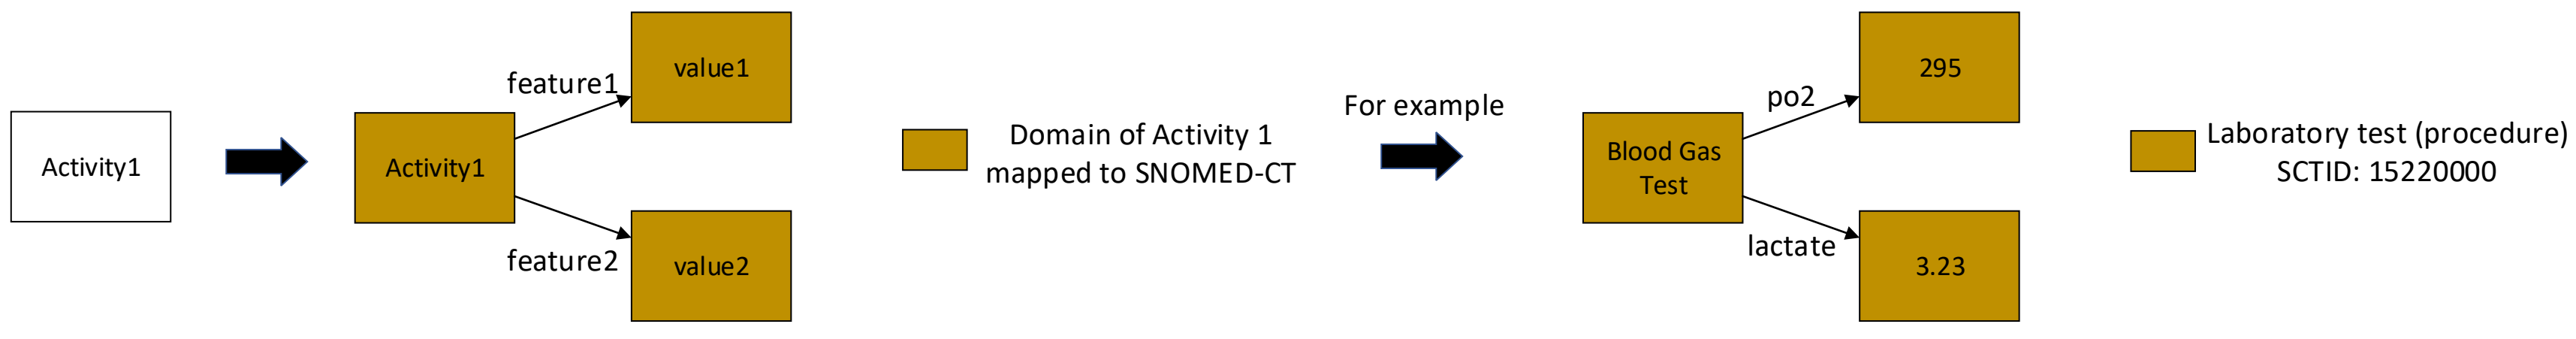 Activity1
Activity1
feature1
value1
feature2
value2
Domain of Activity 1
mapped to SNOMED-CT
For example
Blood Gas
Test
po2
295
lactate
3.23
Laboratory test (procedure)
SCTID: 15220000